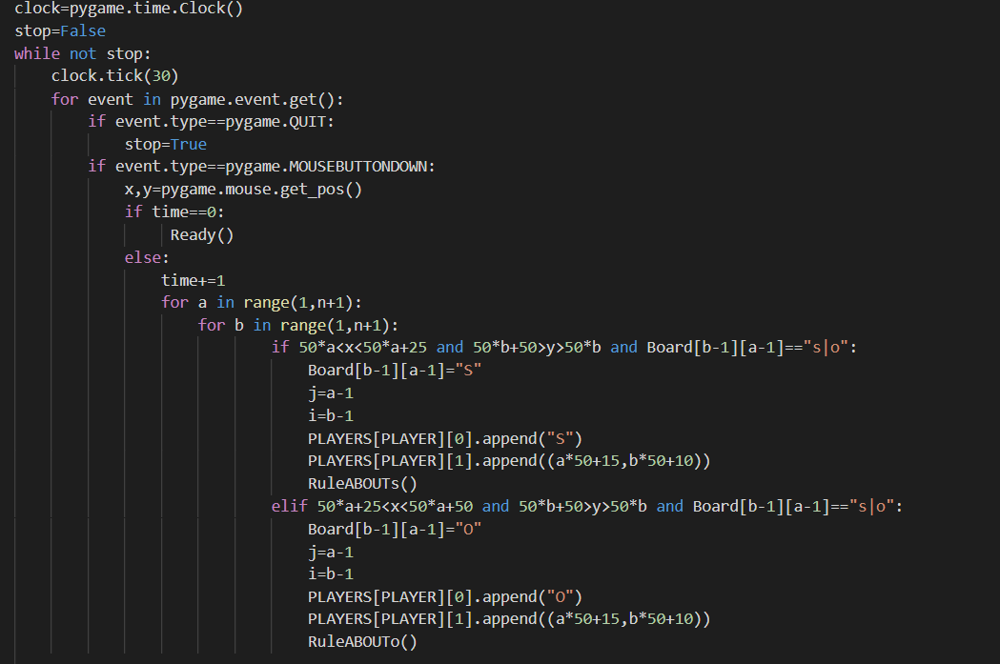 clock=pygame.time.Clock()
stop=False
while not stop:
    clock.tick(30)
    for event in pygame.event.get():
        if event.type==pygame.QUIT:
            stop=True
        if event.type==pygame.MOUSEBUTTONDOWN:
            x,y=pygame.mouse.get_pos()
            if time==0:
                 Ready()
            else:
                time+=1
                for a in range(1,n+1):
                    for b in range(1,n+1):
                            if 50*a<x<50*a+25 and 50*b+50>y>50*b and Board[b-1][a-1]=="s|o":
                                Board[b-1][a-1]="S"
                                j=a-1
                                i=b-1
                                PLAYERS[PLAYER][0].append("S")
                                PLAYERS[PLAYER][1].append((a*50+15,b*50+10))
                                RuleABOUTs()
                            elif 50*a+25<x<50*a+50 and 50*b+50>y>50*b and Board[b-1][a-1]=="s|o":
                                Board[b-1][a-1]="O"
                                j=a-1
                                i=b-1
                                PLAYERS[PLAYER][0].append("O")
                                PLAYERS[PLAYER][1].append((a*50+15,b*50+10))
                                RuleABOUTo()